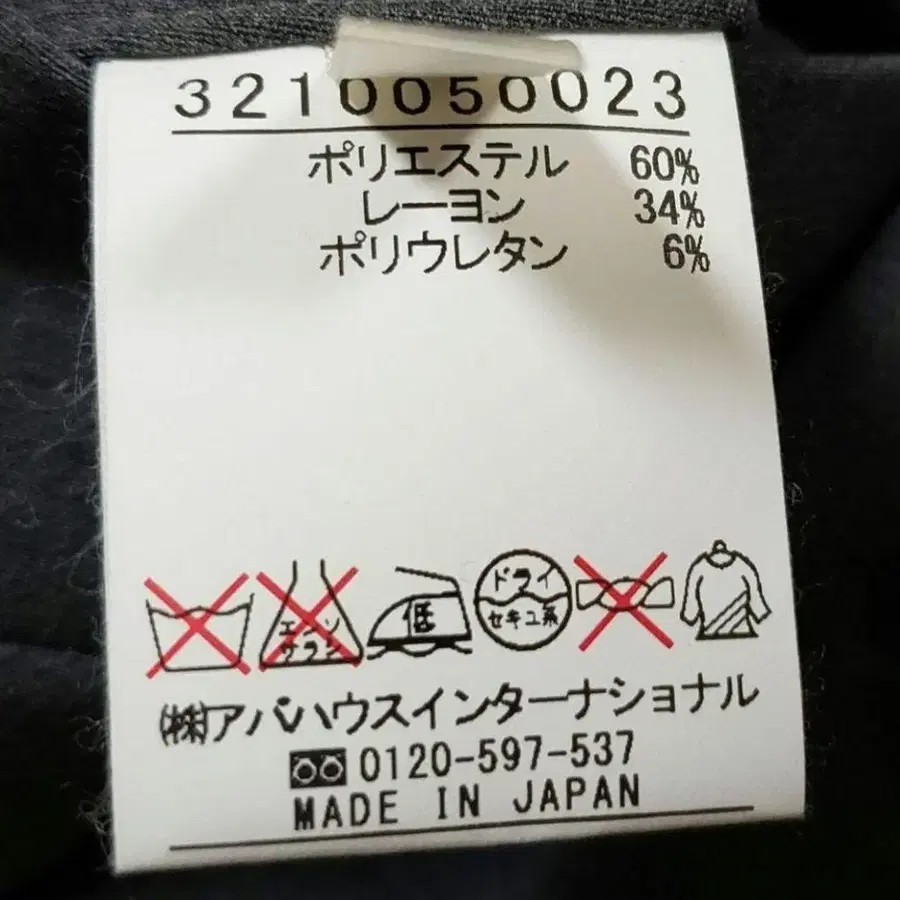 3210050023
ポリエステル 60%
レーヨン 34%
ポリウレタン 6%
エンソ
サラシ
低
ドライ
セキユ系
㈱アバハウスインターナショナル
0120-597-537
MADE IN JAPAN